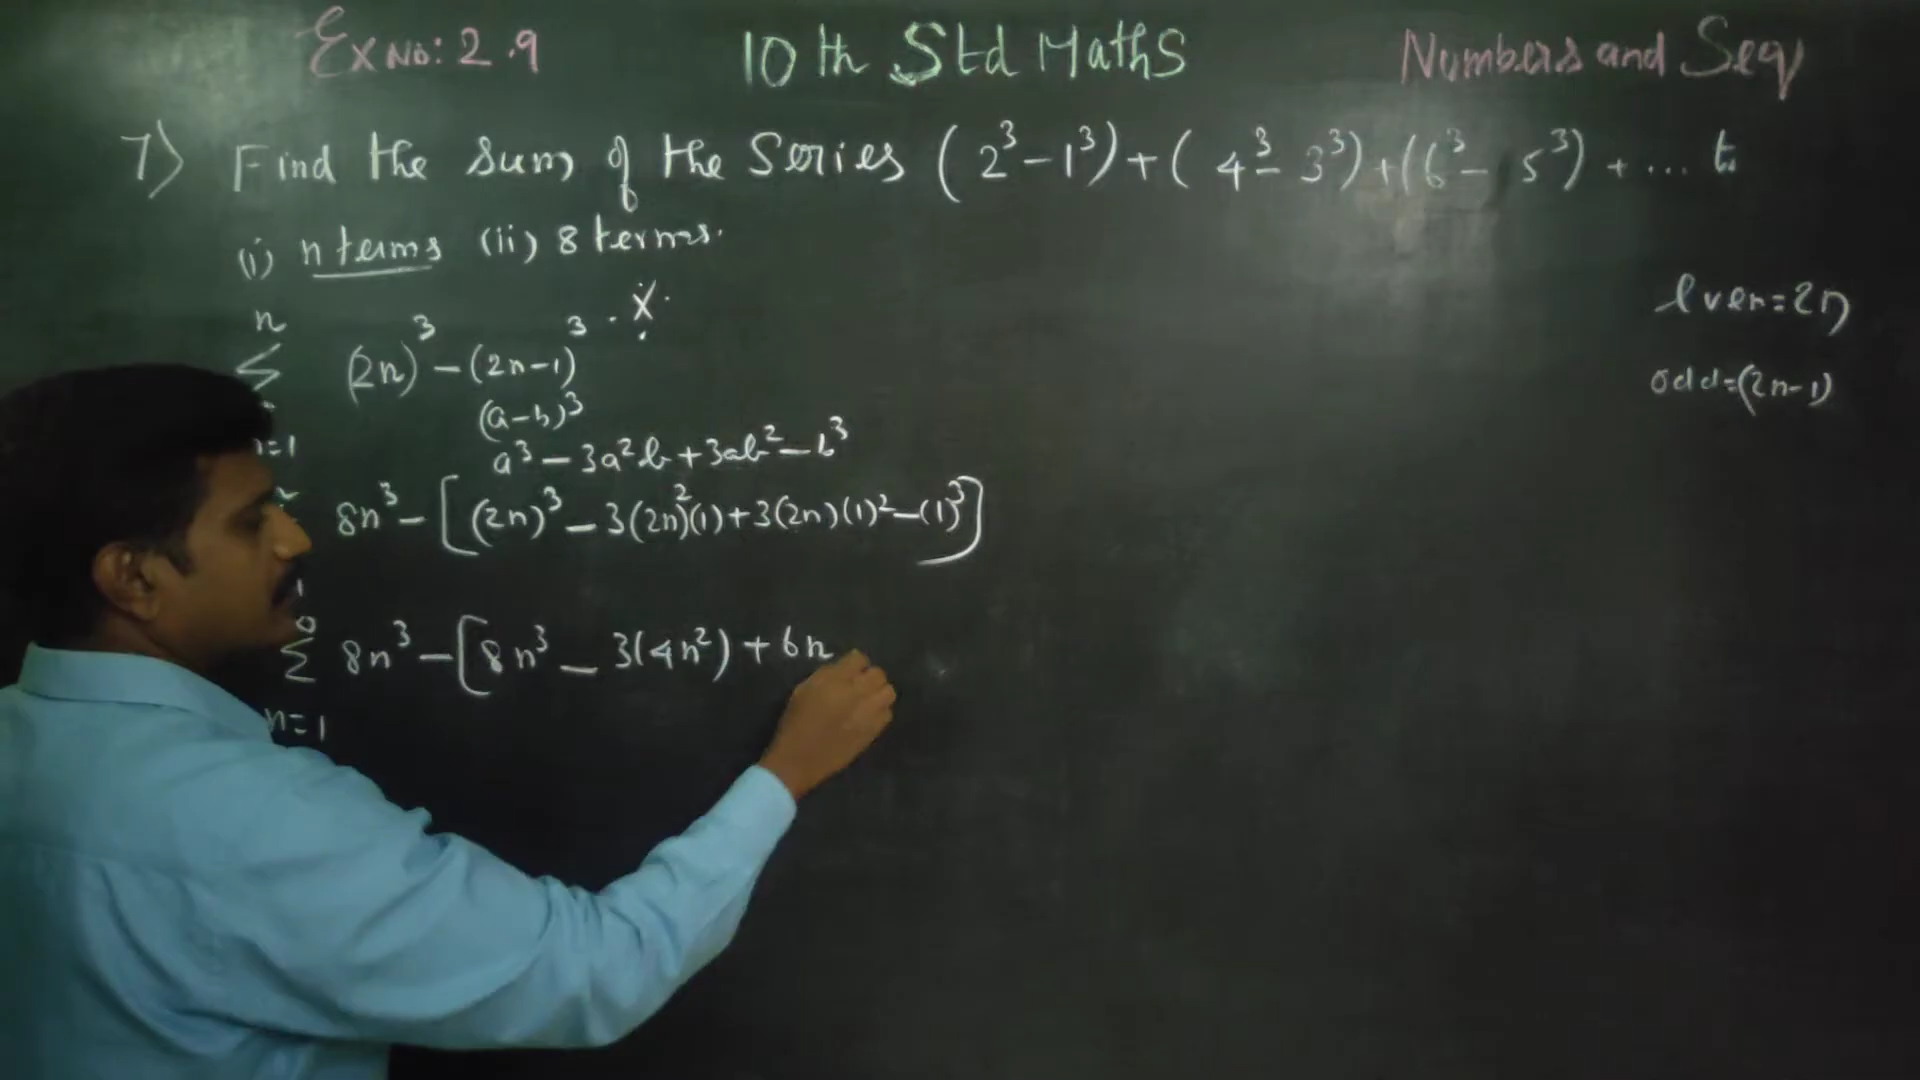 Ex No: 2.9 10th Std Maths Numbers and Seq
7) Find the Sum of the Series (2³-1³)+(4³-3³)+(6³-5³)+... to
(i) n terms (ii) 8 terms.
n
Σ (2n)³-(2n-1)³ . X.
n=1
(a-b)³
a³-3a²b+3ab²-b³
8n³-[(2n)³-3(2n)²(1)+3(2n)(1)²-(1)³]
Σ 8n³-[8n³-3(4n²)+6n
n=1
even=2n
odd=(2n-1)